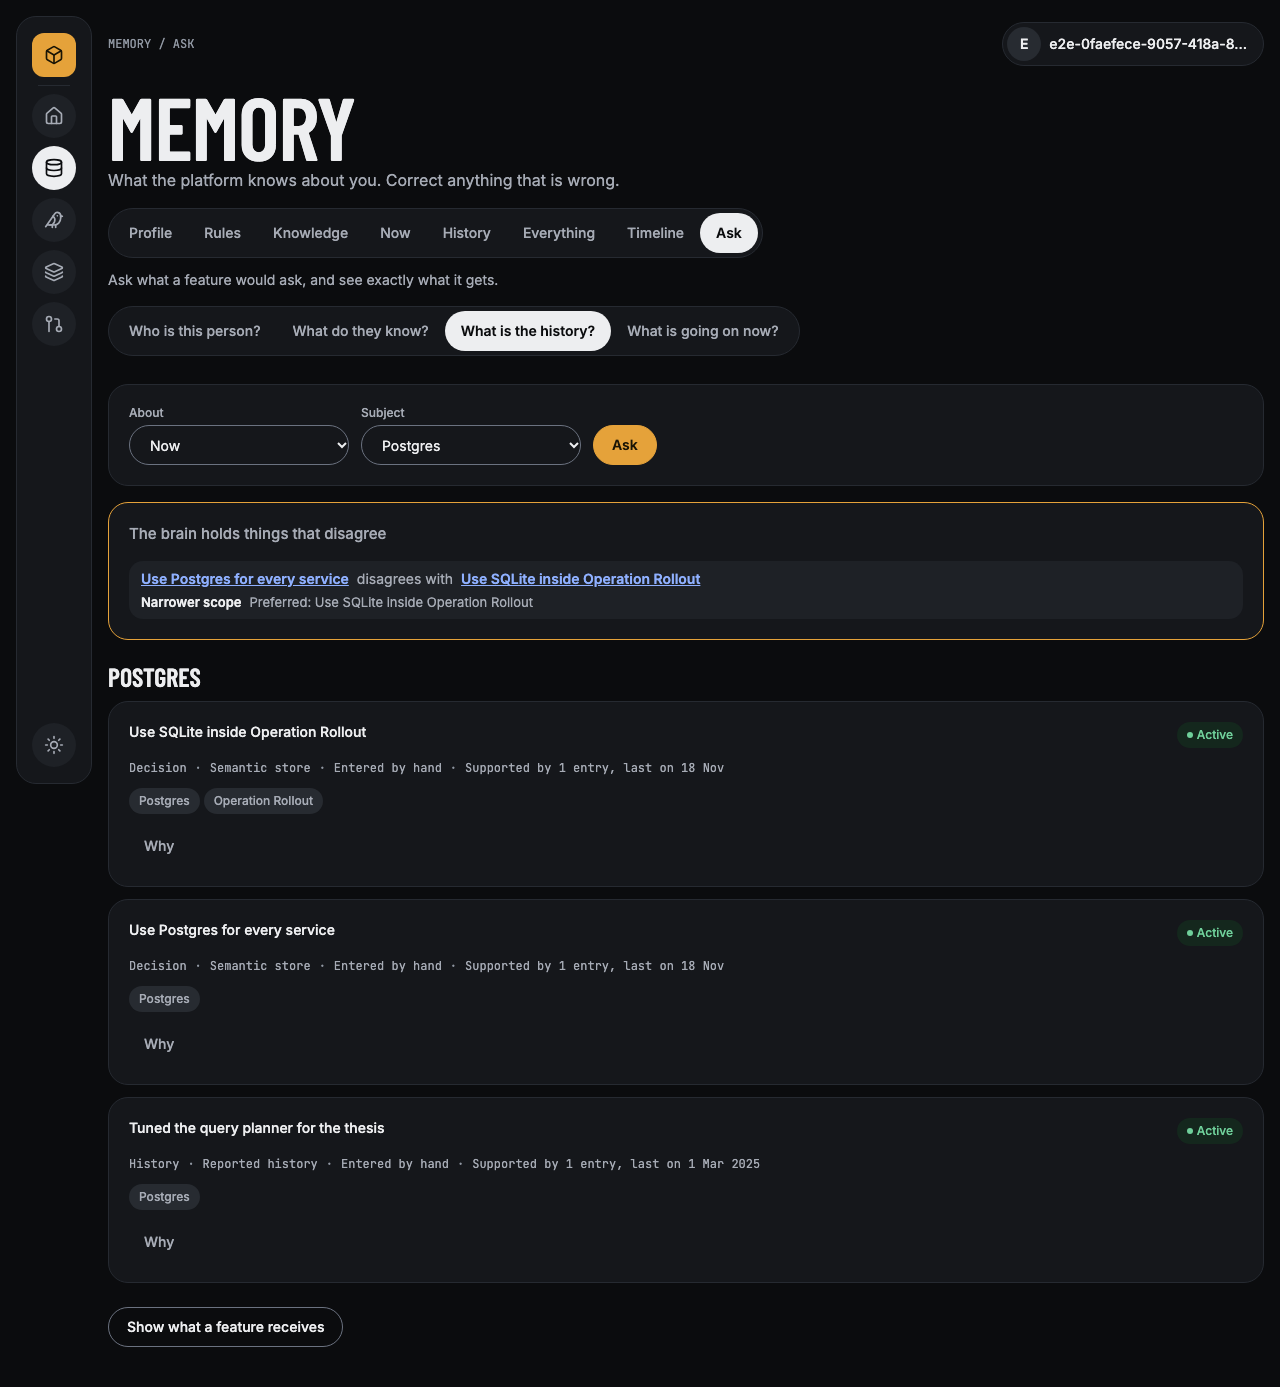 MEMORY / ASK
E e2e-0faefece-9057-418a-8...
MEMORY
What the platform knows about you. Correct anything that is wrong.
Profile Rules Knowledge Now History Everything Timeline Ask
Ask what a feature would ask, and see exactly what it gets.
Who is this person? What do they know? What is the history? What is going on now?
About Subject
Now Postgres Ask
The brain holds things that disagree
Use Postgres for every service disagrees with Use SQLite inside Operation Rollout
Narrower scope Preferred: Use SQLite inside Operation Rollout
POSTGRES
Use SQLite inside Operation Rollout Active
Decision · Semantic store · Entered by hand · Supported by 1 entry, last on 18 Nov
Postgres Operation Rollout
Why
Use Postgres for every service Active
Decision · Semantic store · Entered by hand · Supported by 1 entry, last on 18 Nov
Postgres
Why
Tuned the query planner for the thesis Active
History · Reported history · Entered by hand · Supported by 1 entry, last on 1 Mar 2025
Postgres
Why
Show what a feature receives